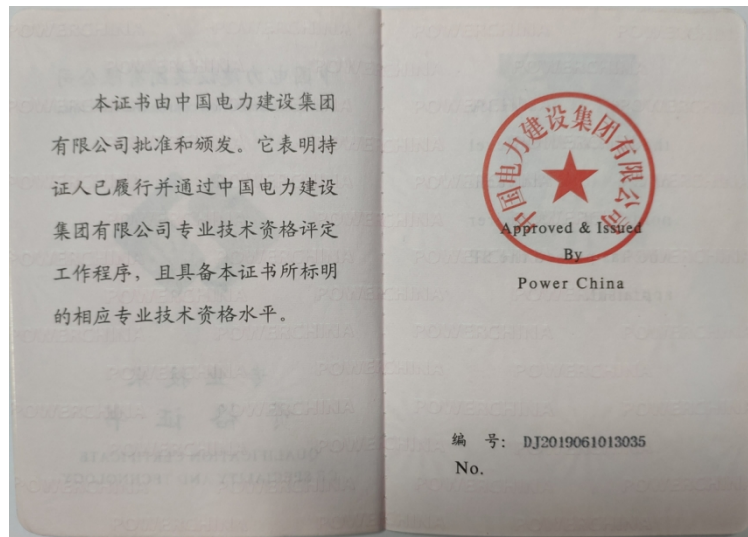 本证书由中国电力建设集团
有限公司批准和颁发。它表明持
证人已履行并通过中国电力建设
集团有限公司专业技术资格评定
工作程序，且具备本证书所标明
的相应专业技术资格水平。
中国电力建设集团有限公司
Approved & Issued
By
Power China
编 号: DJ2019061013035
No.